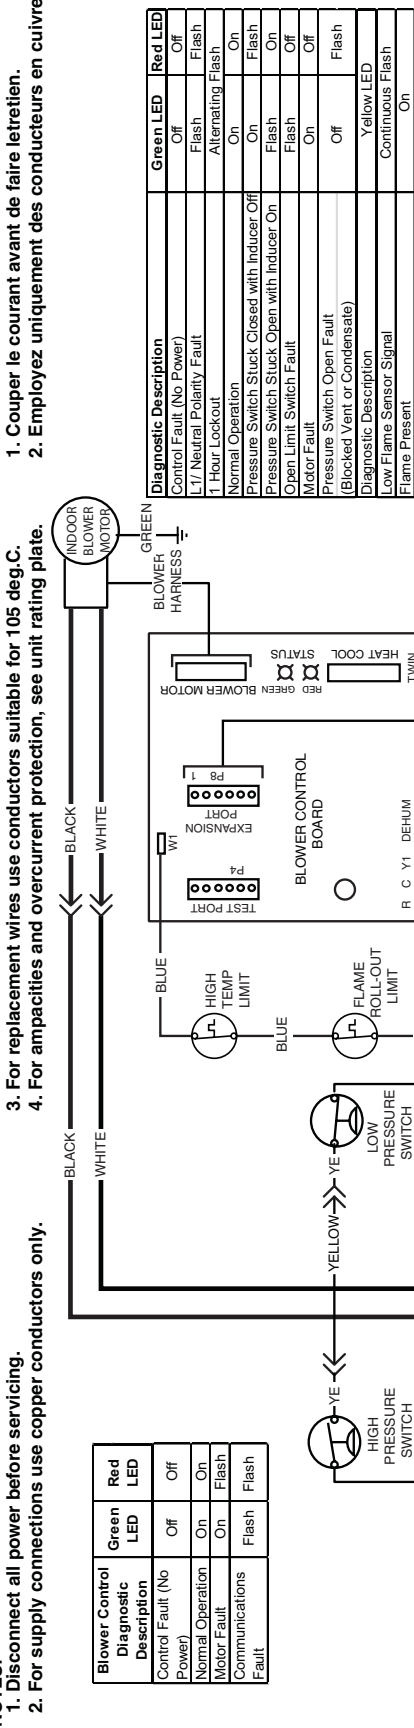 NOTES:
1. Disconnect all power before servicing.
2. For supply connections use copper conductors only.
3. For replacement wires use conductors suitable for 105 deg.C.
4. For ampacities and overcurrent protection, see unit rating plate.
1. Couper le courant avant de faire letretien.
2. Employez uniquement des conducteurs en cuivre
BLACK
WHITE
BLACK
WHITE
INDOOR
BLOWER
MOTOR
GREEN
BLOWER
HARNESS
Blower Control
Diagnostic
Description
Green
LED
Red
LED
Control Fault (No
Power)
Off
Off
Normal Operation
On
On
Motor Fault
On
Flash
Communications
Fault
Flash
Flash
HIGH
PRESSURE
SWITCH
YE
YELLOW
YE
LOW
PRESSURE
SWITCH
BLUE
HIGH
TEMP
LIMIT
BLUE
FLAME
ROLL-OUT
LIMIT
W1
TEST PORT
P4
EXPANSION
PORT
P8
1
BLOWER MOTOR
BLOWER CONTROL
BOARD
STATUS
RED GREEN
HEAT COOL
TWIN
R C Y1 DEHUM
Diagnostic Description
Green LED
Red LED
Control Fault (No Power)
Off
Off
L1/ Neutral Polarity Fault
Flash
Flash
1 Hour Lockout
Alternating Flash
Normal Operation
On
On
Pressure Switch Stuck Closed with Inducer Off
On
Flash
Pressure Switch Stuck Open with Inducer On
Flash
On
Open Limit Switch Fault
Flash
Off
Motor Fault
On
Off
Pressure Switch Open Fault
(Blocked Vent or Condensate)
Off
Flash
Diagnostic Description
Yellow LED
Low Flame Sensor Signal
Continuous Flash
Flame Present
On